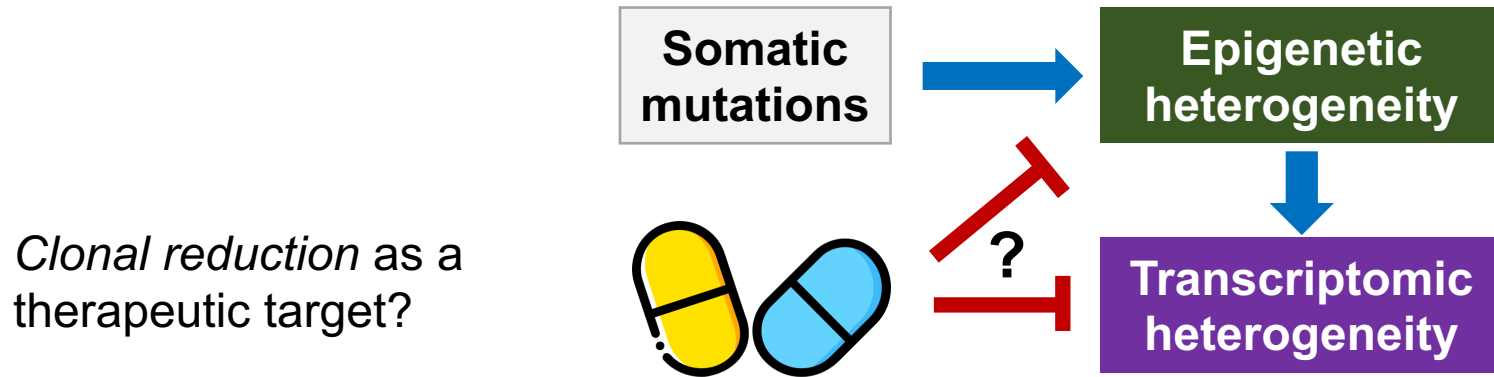 Somatic
mutations
Epigenetic
heterogeneity
Clonal reduction as a
therapeutic target?
?
Transcriptomic
heterogeneity